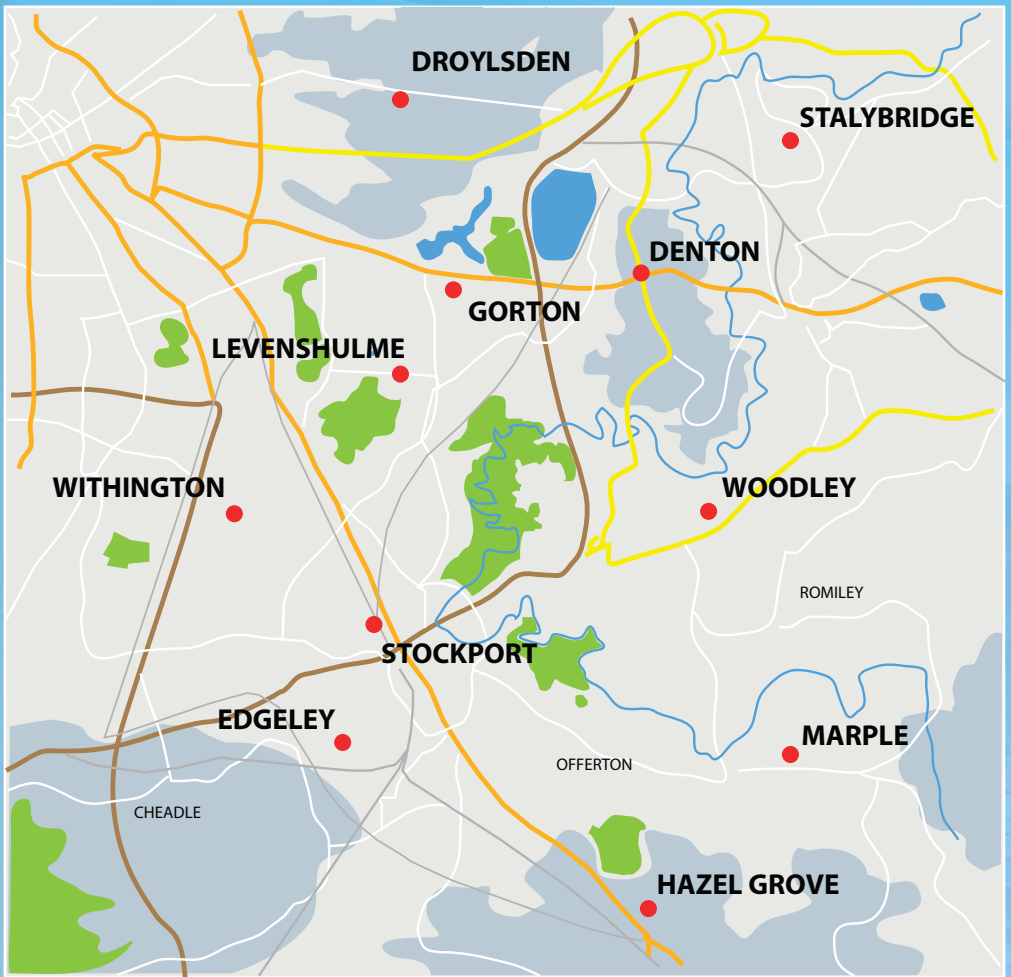 DROYLSDEN
STALYBRIDGE
DENTON
GORTON
LEVENSHULME
WITHINGTON
WOODLEY
ROMILEY
STOCKPORT
EDGELEY
MARPLE
OFFERTON
CHEADLE
HAZEL GROVE